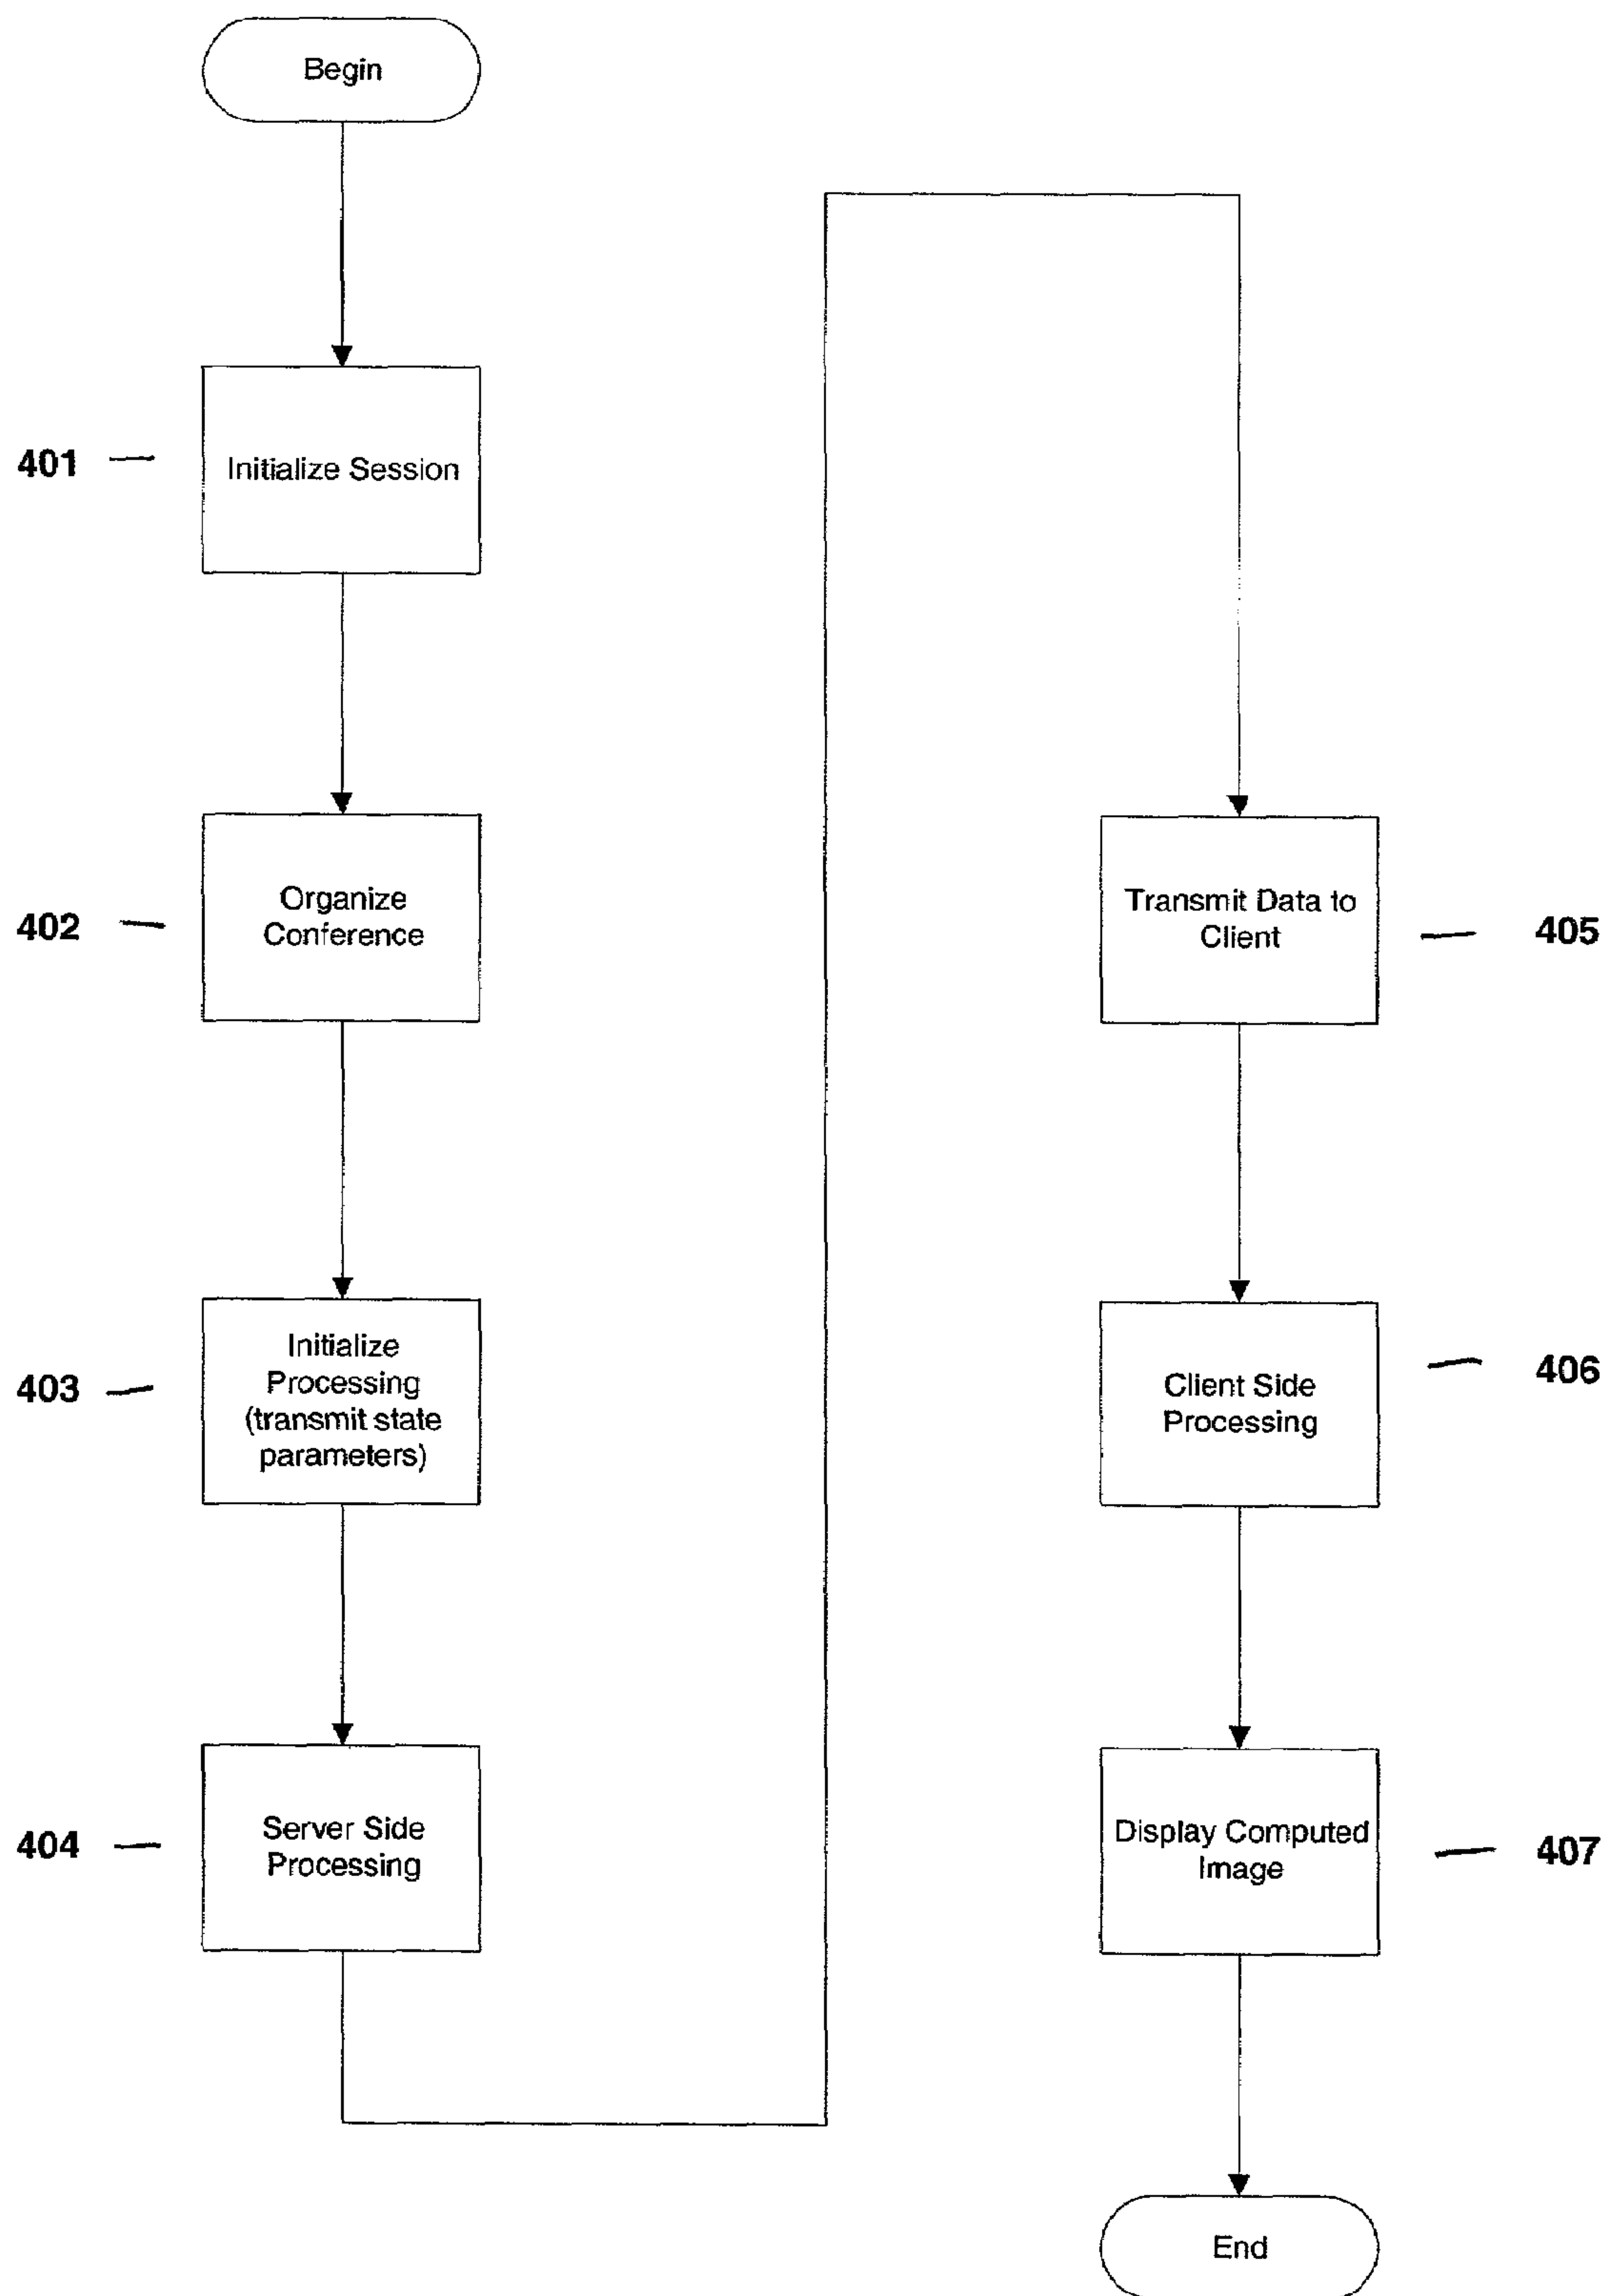 Begin
401
Initialize Session
402
Organize
Conference
403
Initialize
Processing
(transmit state
parameters)
404
Server Side
Processing
Transmit Data to
Client
405
Client Side
Processing
406
Display Computed
Image
407
End